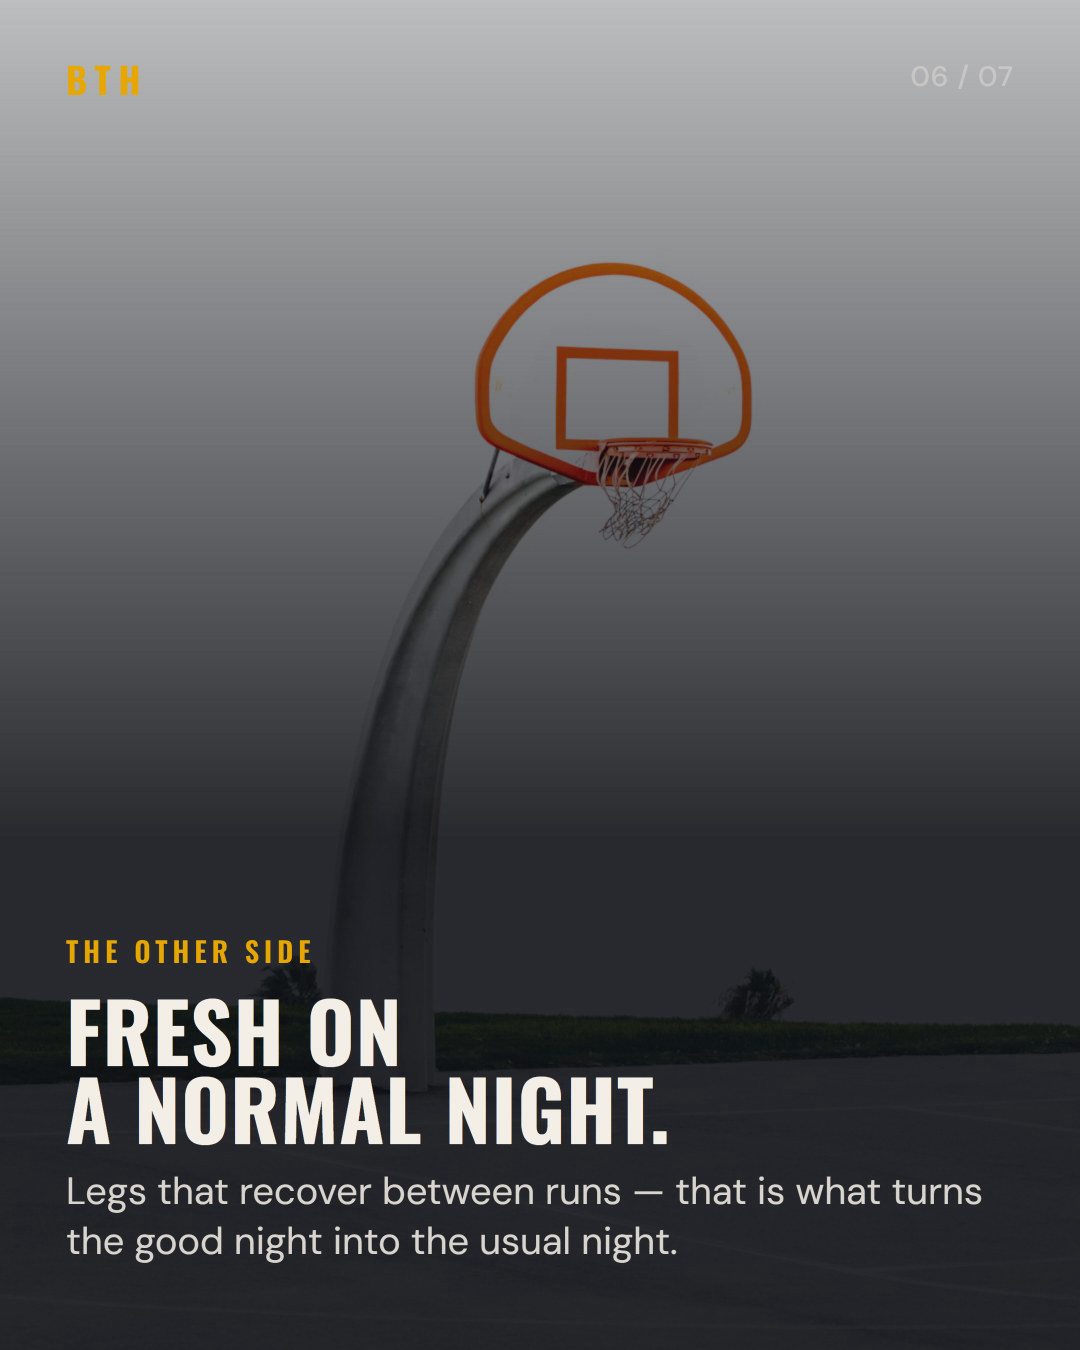 BTH
06 / 07
THE OTHER SIDE
FRESH ON
A NORMAL NIGHT.
Legs that recover between runs — that is what turns
the good night into the usual night.